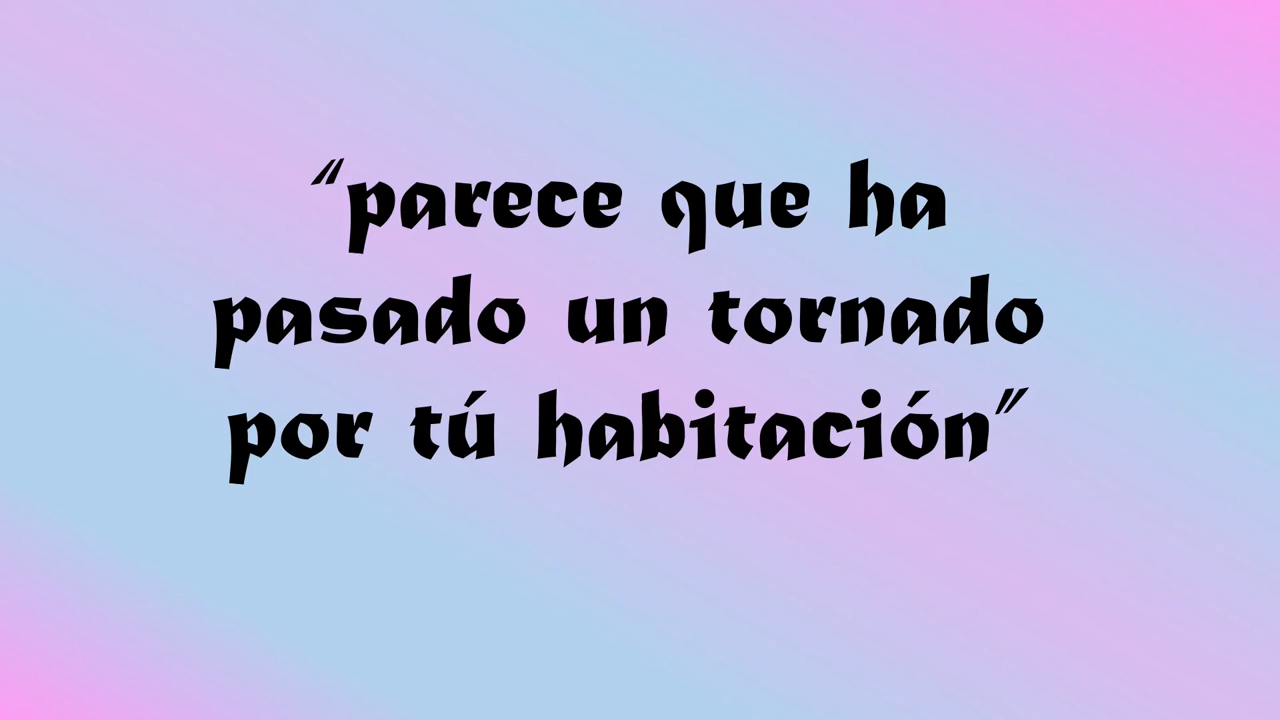 “parece que ha
pasado un tornado
por tú habitación”